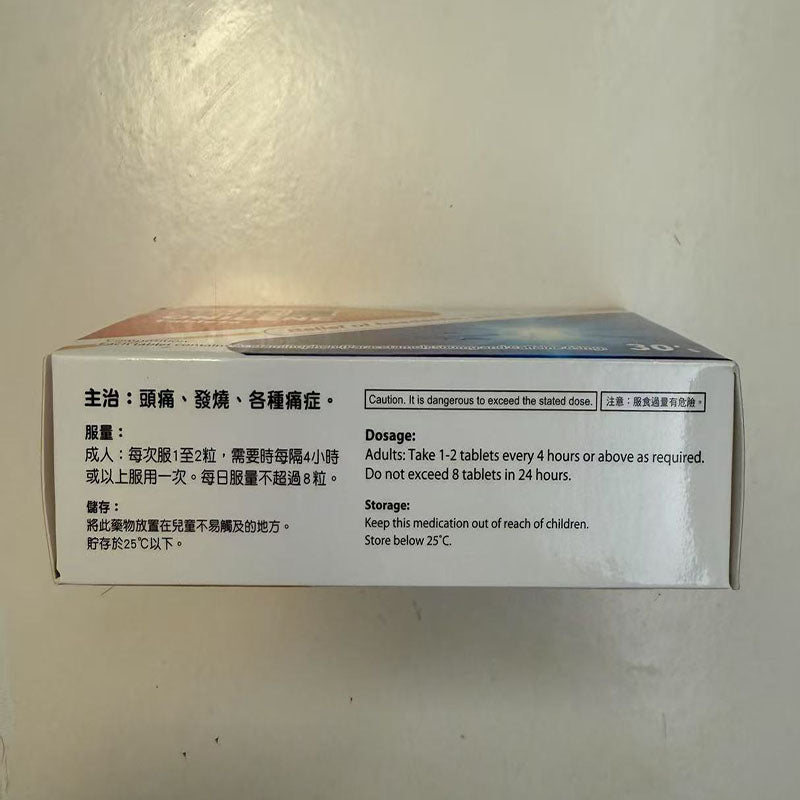 30's
主治：頭痛、發燒、各種痛症。
服量：
成人：每次服1至2粒，需要時每隔4小時
或以上服用一次。每日服量不超過8粒。
儲存：
將此藥物放置在兒童不易觸及的地方。
貯存於25℃以下。
Caution. It is dangerous to exceed the stated dose.
注意：服食過量有危險。
Dosage:
Adults: Take 1-2 tablets every 4 hours or above as required.
Do not exceed 8 tablets in 24 hours.
Storage:
Keep this medication out of reach of children.
Store below 25˚C.